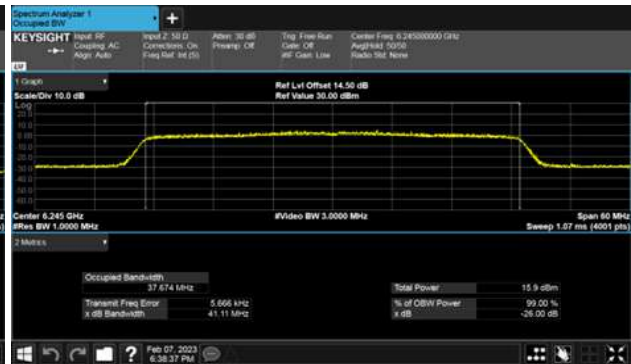 Spectrum Analyzer 1
Occupied BW
+
KEYSIGHT Input: RF
Coupling: AC
Align: Auto
Input Z: 50 Ω
Corrections: On
Freq Ref: Int (S)
Atten: 30 dB
Preamp: Off
Trig: Free Run
Gate: Off
#IF Gain: Low
Center Freq: 6.245000000 GHz
Avg|Hold: 50/50
Radio Std: None
1 Graph
Scale/Div 10.0 dB
Ref Lvl Offset 14.50 dB
Ref Value 30.00 dBm
Log
Center 6.245 GHz
#Res BW 1.0000 MHz
#Video BW 3.0000 MHz
Span 60 MHz
Sweep 1.07 ms (4001 pts)
2 Metrics
Occupied Bandwidth
37.674 MHz
Transmit Freq Error 5.666 kHz
x dB Bandwidth 41.11 MHz
Total Power 15.9 dBm
% of OBW Power 99.00 %
x dB -26.00 dB
?
Feb 07, 2023
6:38:37 PM